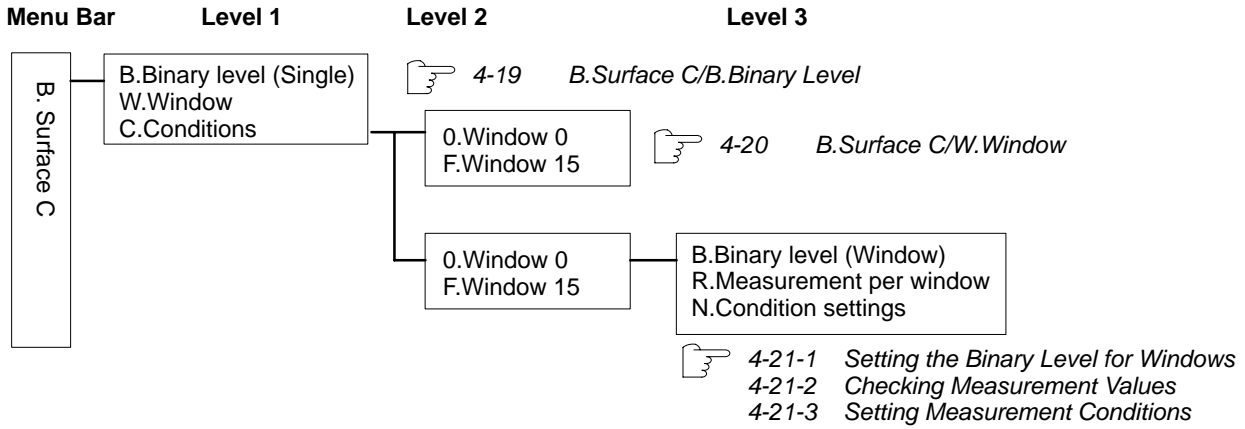 Menu Bar Level 1 Level 2 Level 3
B. Surface C
B.Binary level (Single)
W.Window
C.Conditions
4-19 B.Surface C/B.Binary Level
0.Window 0
F.Window 15
4-20 B.Surface C/W.Window
0.Window 0
F.Window 15
B.Binary level (Window)
R.Measurement per window
N.Condition settings
4-21-1 Setting the Binary Level for Windows
4-21-2 Checking Measurement Values
4-21-3 Setting Measurement Conditions